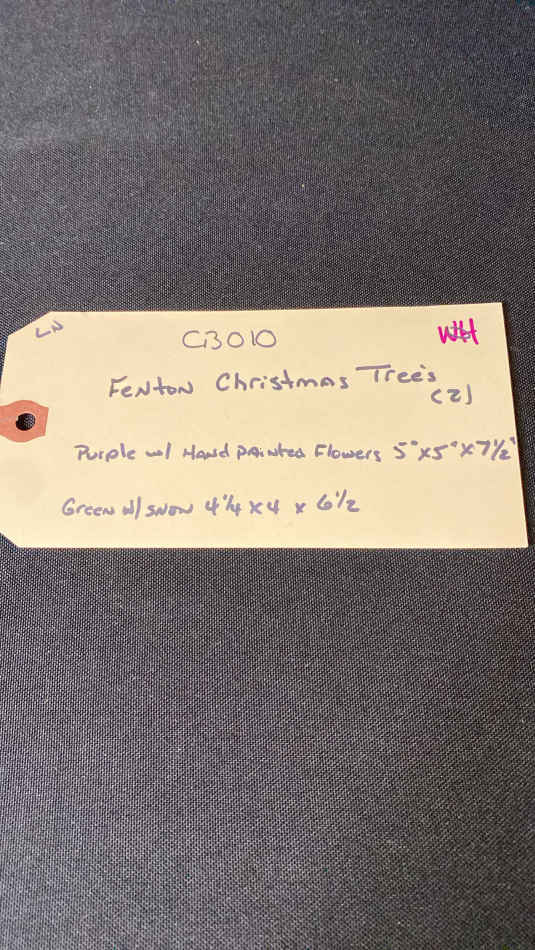 LN
G3010
WH
Fenton Christmas Tree's
(2)
Purple w/ Hand painted Flowers 5"x5"x7½"
Green w/ snow 4¼ x 4 x 6½